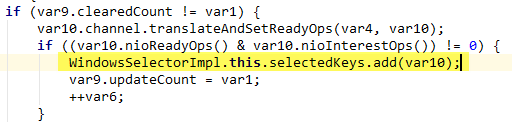 if (var9.clearedCount != var1) {
var10.channel.translateAndSetReadyOps(var4, var10);
if ((var10.nioReadyOps() & var10.nioInterestOps()) != 0) {
WindowsSelectorImpl.this.selectedKeys.add(var10);
var9.updateCount = var1;
++var6;
}